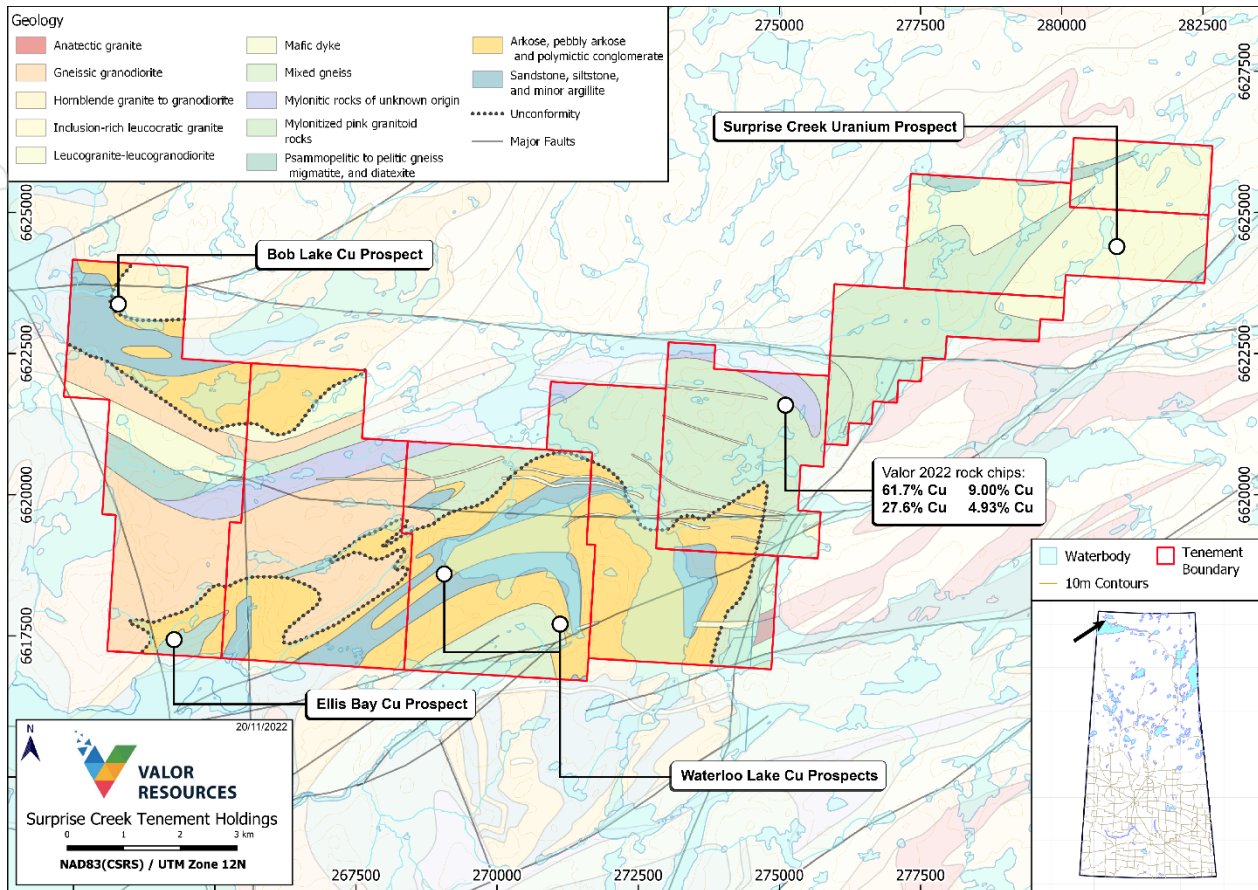 275000
277500
280000
282500
Geology
Anatectic granite
Gneissic granodiorite
Hornblende granite to granodiorite
Inclusion-rich leucocratic granite
Leucogranite-leucogranodiorite
Mafic dyke
Mixed gneiss
Mylonitic rocks of unknown origin
Mylonitized pink granitoid
rocks
Psammopelitic to pelitic gneiss
migmatite, and diatexite
Arkose, pebbly arkose
and polymictic conglomerate
Sandstone, siltstone,
and minor argillite
Unconformity
Major Faults
6627500
Surprise Creek Uranium Prospect
6625000
6625000
Bob Lake Cu Prospect
6622500
6622500
Valor 2022 rock chips:
61.7% Cu 9.00% Cu
27.6% Cu 4.93% Cu
6620000
6620000
6617500
Waterbody
Tenement
Boundary
10m Contours
Ellis Bay Cu Prospect
Waterloo Lake Cu Prospects
N
20/11/2022
VALOR
RESOURCES
Surprise Creek Tenement Holdings
0 1 2 3 km
NAD83(CSRS) / UTM Zone 12N
267500
270000
272500
275000